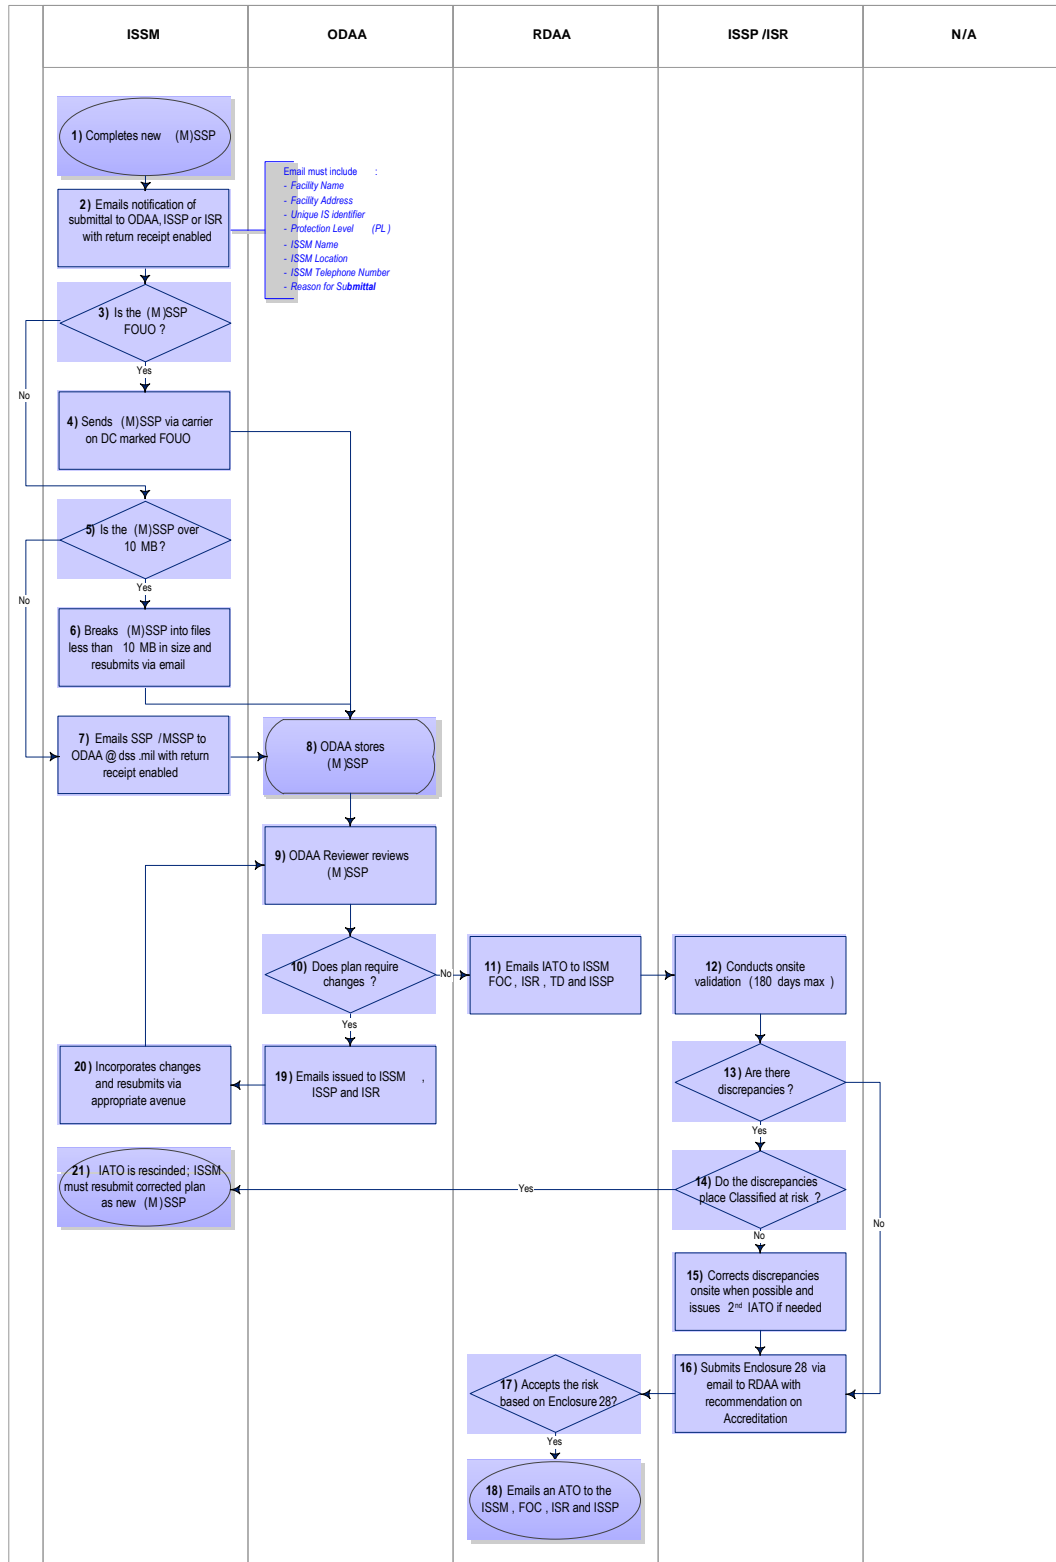 ISSM
ODAA
RDAA
ISSP /ISR
N/A
1) Completes new (M)SSP
2) Emails notification of
submittal to ODAA, ISSP or ISR
with return receipt enabled
Email must include :
- Facility Name
- Facility Address
- Unique IS identifier
- Protection Level (PL)
- ISSM Name
- ISSM Location
- ISSM Telephone Number
- Reason for Submittal
3) Is the (M)SSP
FOUO ?
Yes
No
4) Sends (M)SSP via carrier
on DC marked FOUO
5) Is the (M)SSP over
10 MB?
Yes
No
6) Breaks (M)SSP into files
less than 10 MB in size and
resubmits via email
7) Emails SSP /MSSP to
ODAA @ dss .mil with return
receipt enabled
8) ODAA stores
(M)SSP
9) ODAA Reviewer reviews
(M)SSP
10) Does plan require
changes ?
No
Yes
11) Emails IATO to ISSM
FOC , ISR , TD and ISSP
12) Conducts onsite
validation (180 days max )
13) Are there
discrepancies ?
Yes
No
19) Emails issued to ISSM ,
ISSP and ISR
20) Incorporates changes
and resubmits via
appropriate avenue
21) IATO is rescinded; ISSM
must resubmit corrected plan
as new (M)SSP
14) Do the discrepancies
place Classified at risk ?
Yes
No
15) Corrects discrepancies
onsite when possible and
issues 2nd IATO if needed
16) Submits Enclosure 28 via
email to RDAA with
recommendation on
Accreditation
17) Accepts the risk
based on Enclosure 28?
Yes
18) Emails an ATO to the
ISSM , FOC , ISR and ISSP